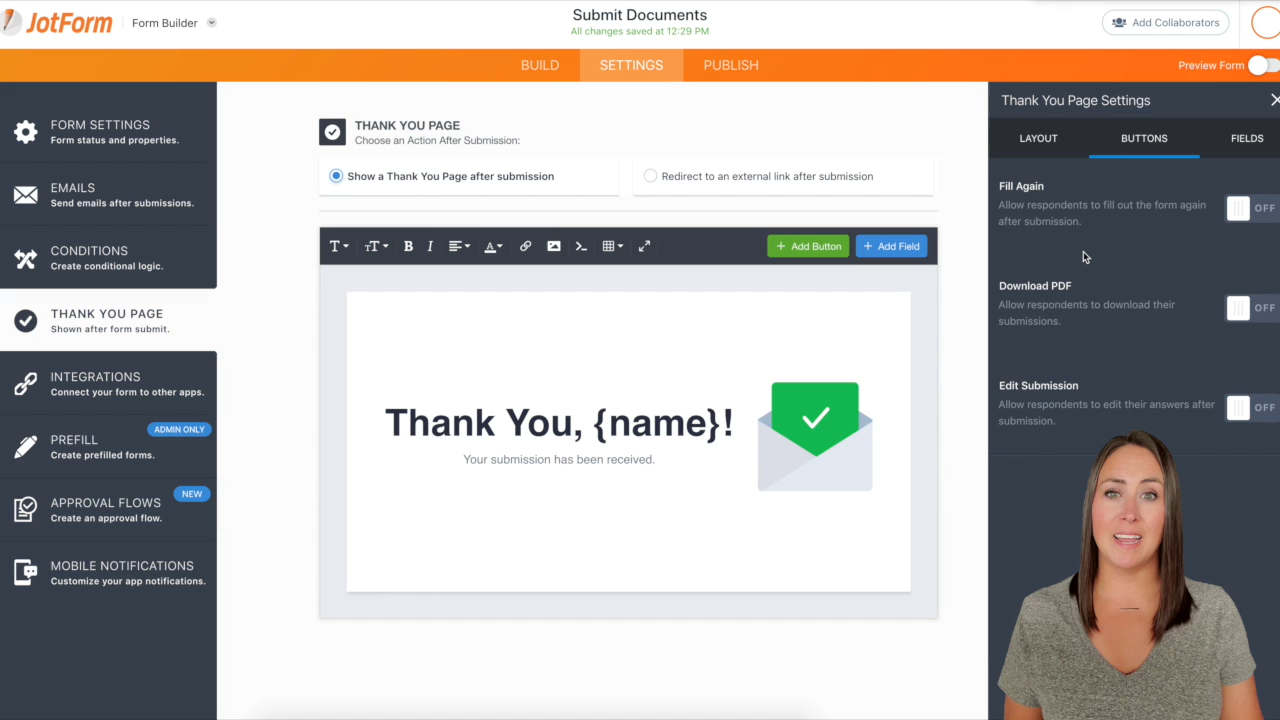 JotForm
Form Builder
Submit Documents
All changes saved at 12:29 PM
Add Collaborators
BUILD
SETTINGS
PUBLISH
Preview Form
FORM SETTINGS
Form status and properties.
EMAILS
Send emails after submissions.
CONDITIONS
Create conditional logic.
THANK YOU PAGE
Shown after form submit.
INTEGRATIONS
Connect your form to other apps.
ADMIN ONLY
PREFILL
Create prefilled forms.
NEW
APPROVAL FLOWS
Create an approval flow.
MOBILE NOTIFICATIONS
Customize your app notifications.
THANK YOU PAGE
Choose an Action After Submission:
Show a Thank You Page after submission
Redirect to an external link after submission
T TT B I A
+ Add Button
+ Add Field
Thank You, {name}!
Your submission has been received.
Thank You Page Settings
LAYOUT
BUTTONS
FIELDS
Fill Again
Allow respondents to fill out the form again
after submission.
OFF
Download PDF
Allow respondents to download their
submissions.
OFF
Edit Submission
Allow respondents to edit their answers after
submission.
OFF